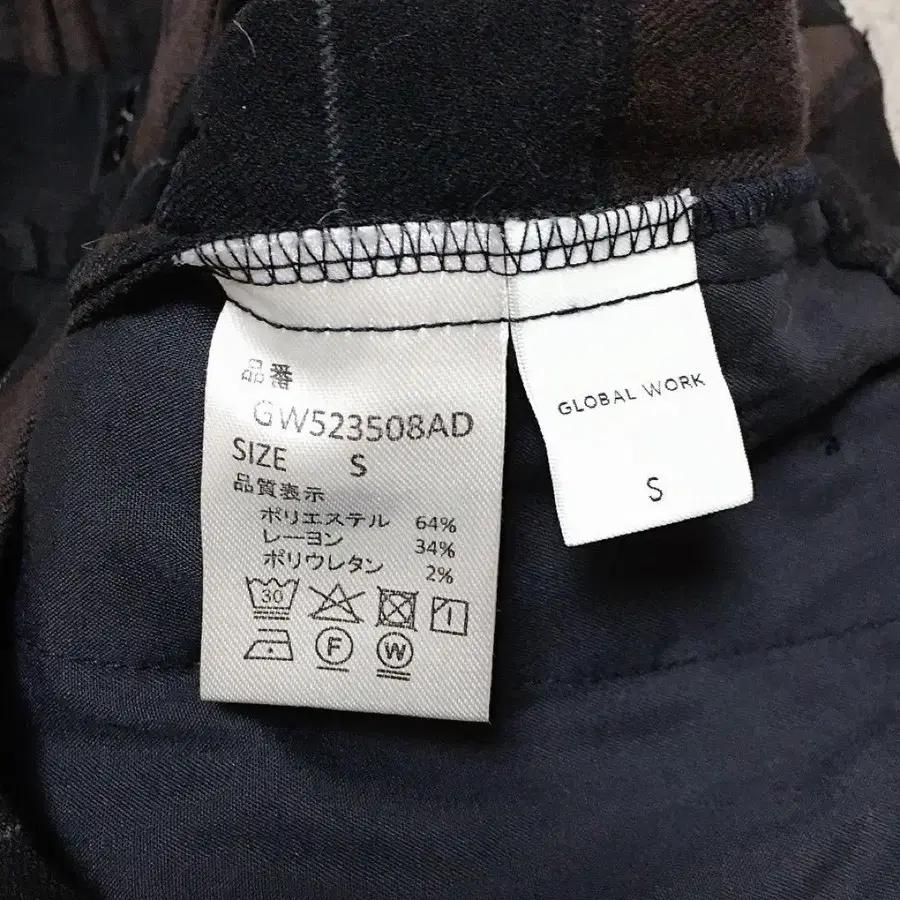 品番
GW523508AD
SIZE S
品質表示
ポリエステル 64%
レーヨン 34%
ポリウレタン 2%
30
F W
GLOBAL WORK
S